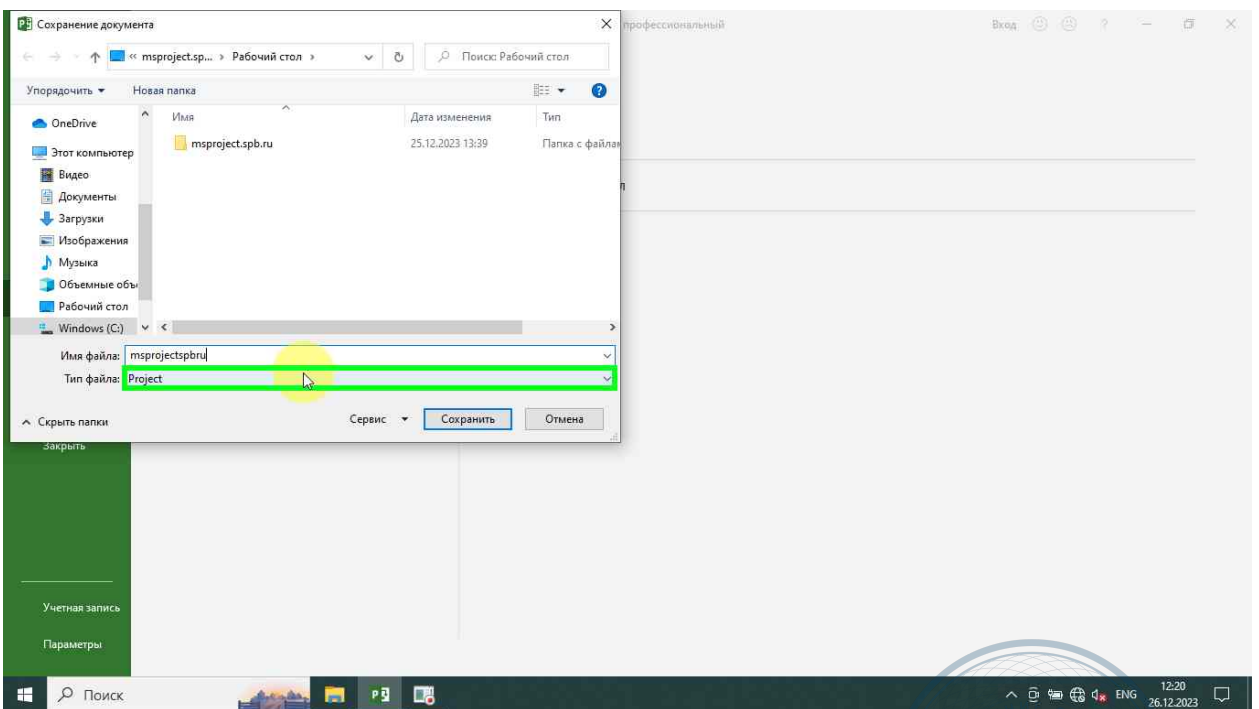 Сохранение документа
профессиональный
Вход
?
« msproject.sp... › Рабочий стол ›
Поиск: Рабочий стол
Упорядочить
Новая папка
?
Имя
Дата изменения
Тип
OneDrive
msproject.spb.ru
25.12.2023 13:39
Папка с файлам
Этот компьютер
Видео
Документы
Загрузки
Изображения
Музыка
Объемные объ
Рабочий стол
Windows (C:)
Имя файла:
msprojectspbru
Тип файла:
Project
Скрыть папки
Сервис
Сохранить
Отмена
Закрыть
Учетная запись
Параметры
Поиск
ENG
12:20
26.12.2023